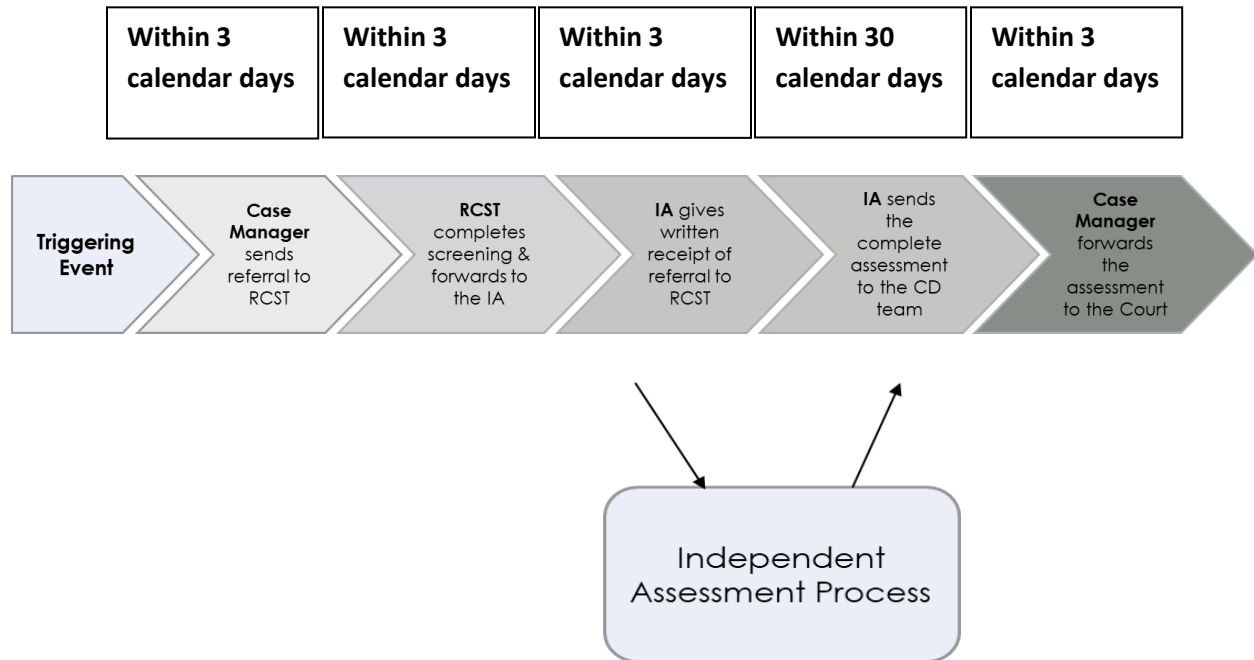 Within 3
calendar days
Within 3
calendar days
Within 3
calendar days
Within 30
calendar days
Within 3
calendar days
Triggering
Event
Case
Manager
sends
referral to
RCST
RCST
completes
screening &
forwards to
the IA
IA gives
written
receipt of
referral to
RCST
IA sends
the
complete
assessment
to the CD
team
Case
Manager
forwards
the
assessment
to the Court
Independent
Assessment Process